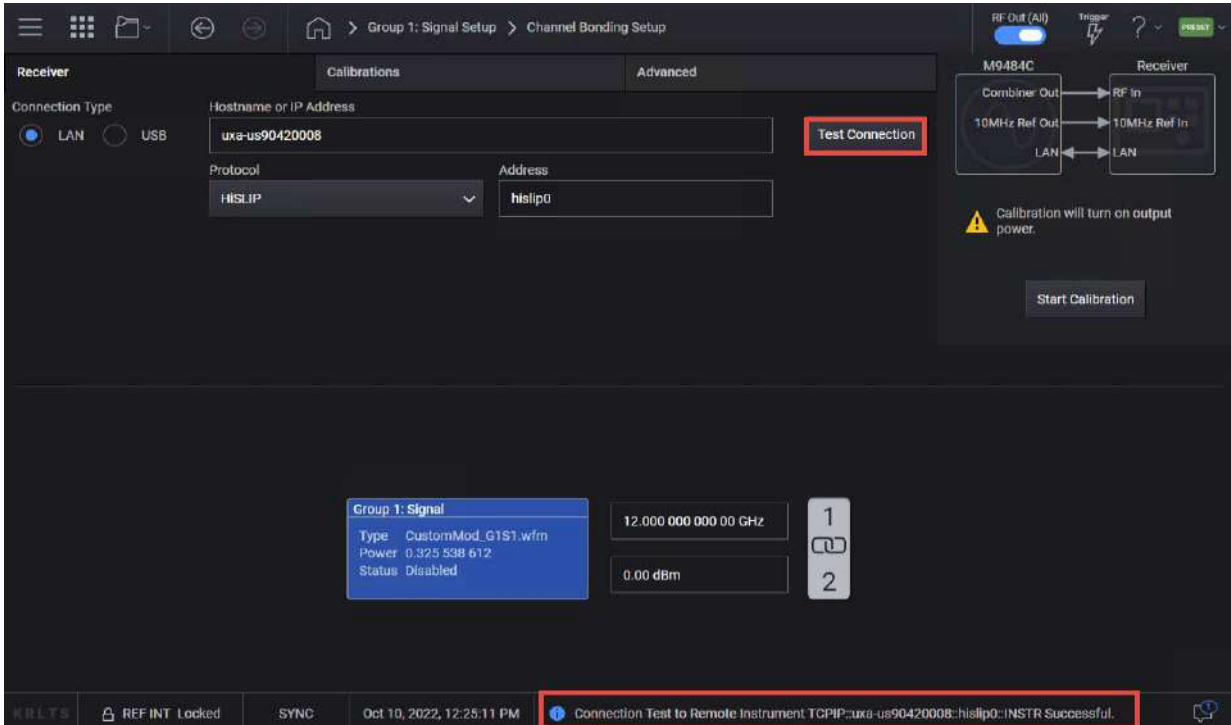 Group 1: Signal Setup > Channel Bonding Setup
RF Out (All)
Trigger
?
PRESET
Receiver
Calibrations
Advanced
Connection Type
LAN
USB
Hostname or IP Address
uxa-us90420008
Test Connection
Protocol
HiSLIP
Address
hislip0
M9484C
Receiver
Combiner Out
RF In
10MHz Ref Out
10MHz Ref In
LAN
LAN
Calibration will turn on output
power.
Start Calibration
Group 1: Signal
Type CustomMod_G1S1.wfm
Power 0.325 538 612
Status Disabled
12.000 000 000 00 GHz
0.00 dBm
1
2
KRLTS
REF INT Locked
SYNC
Oct 10, 2022, 12:25:11 PM
Connection Test to Remote Instrument TCPIP::uxa-us90420008::hislip0::INSTR Successful.